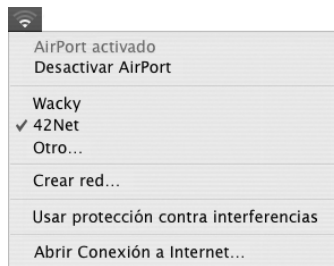 AirPort activado
Desactivar AirPort
Wacky
✓ 42Net
Otro...
Crear red...
Usar protección contra interferencias
Abrir Conexión a Internet...